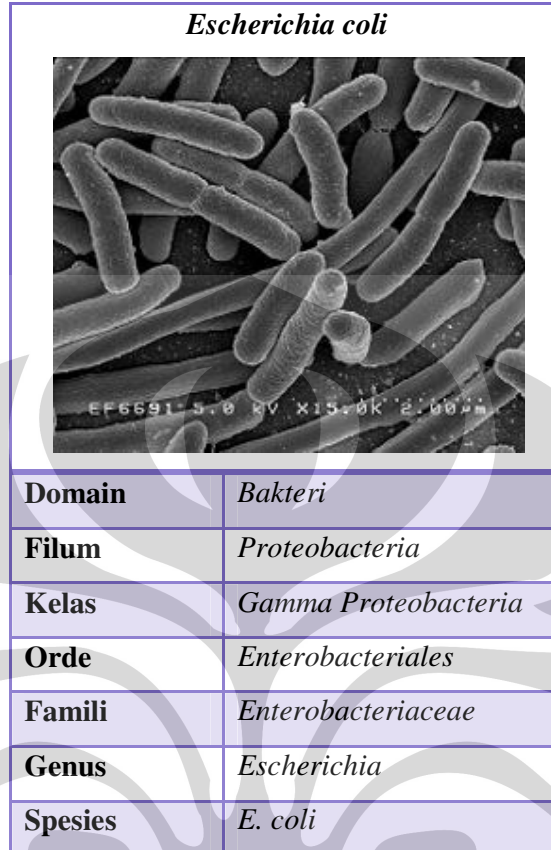 Escherichia coli
EF6691 5.0 kV X15.0K 2.00µm
Domain Bakteri
Filum Proteobacteria
Kelas Gamma Proteobacteria
Orde Enterobacteriales
Famili Enterobacteriaceae
Genus Escherichia
Spesies E. coli